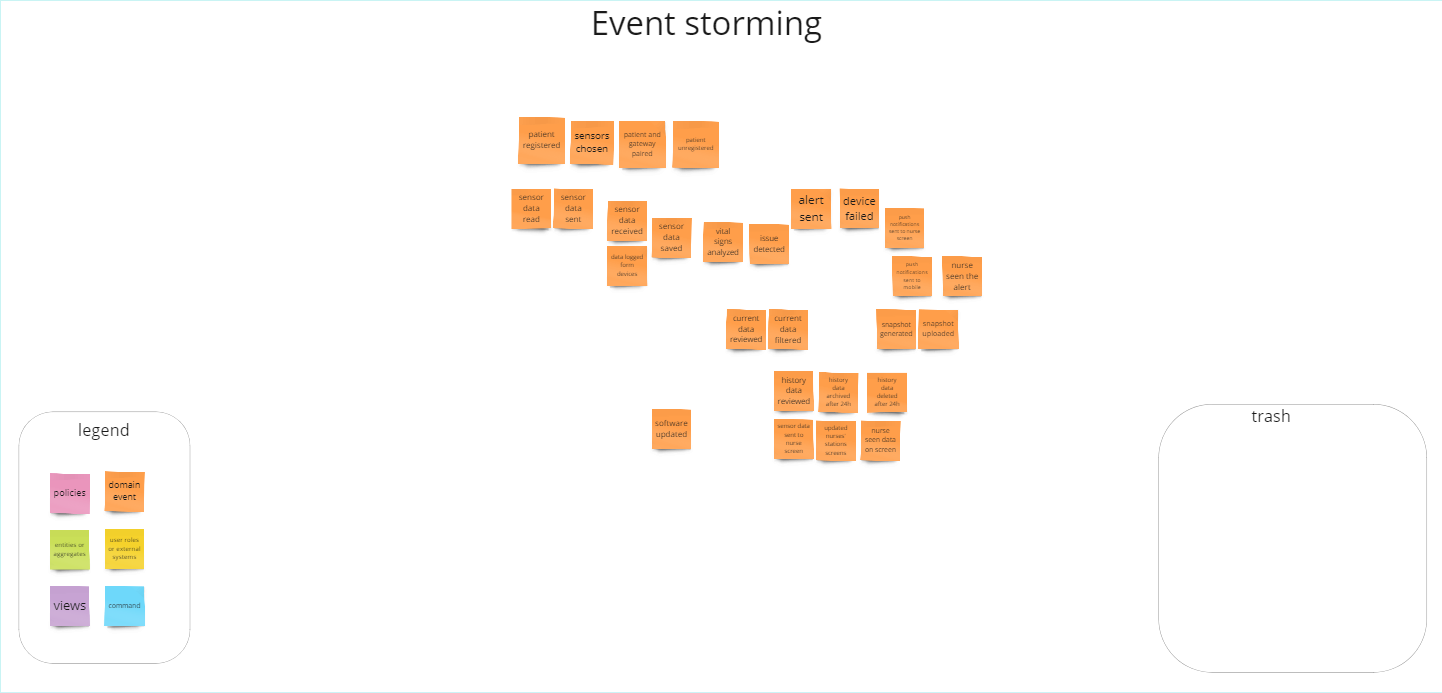 Event storming
patient
registered
sensors
chosen
patient and
gateway
paired
patient
unregistered
sensor
data
read
sensor
data
sent
sensor
data
received
sensor
data
saved
vital
signs
analyzed
issue
detected
alert
sent
device
failed
push
notifications
sent to nurse
screen
data logged
form
devices
push
notifications
sent to
mobile
nurse
seen the
alert
current
data
reviewed
current
data
filtered
snapshot
generated
snapshot
uploaded
history
data
reviewed
history
data
archived
after 24h
history
data
deleted
after 24h
software
updated
sensor data
sent to
nurse
screen
updated
nurses'
stations
screens
nurse
seen data
on screen
legend
policies
domain
event
entities or
aggregates
user roles
or external
systems
views
command
trash